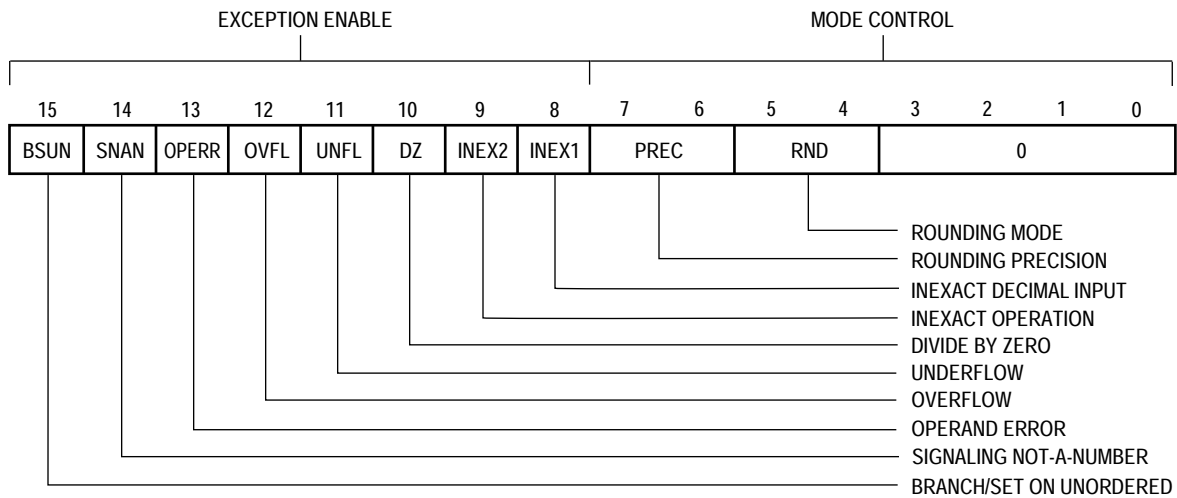 EXCEPTION ENABLE MODE CONTROL
15 14 13 12 11 10 9 8 7 6 5 4 3 2 1 0
BSUN SNAN OPERR OVFL UNFL DZ INEX2 INEX1 PREC RND 0
ROUNDING MODE
ROUNDING PRECISION
INEXACT DECIMAL INPUT
INEXACT OPERATION
DIVIDE BY ZERO
UNDERFLOW
OVERFLOW
OPERAND ERROR
SIGNALING NOT-A-NUMBER
BRANCH/SET ON UNORDERED